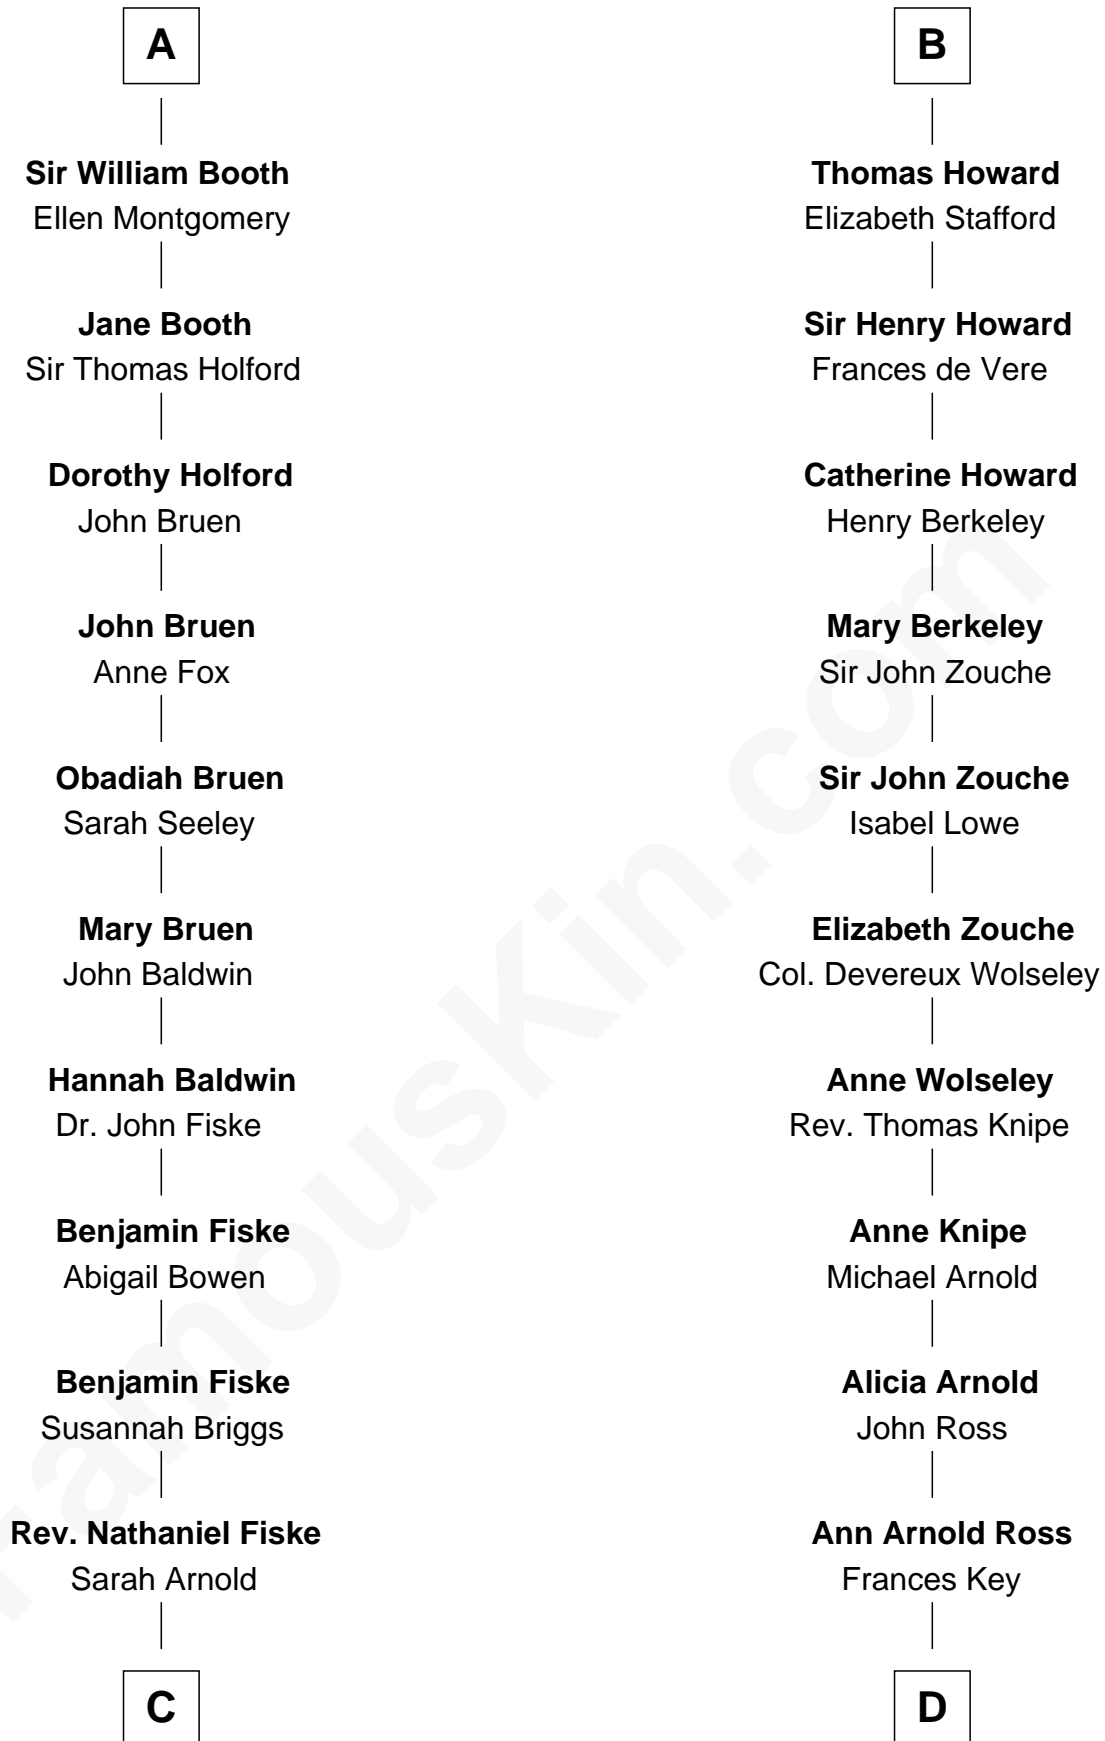 A
Sir William Booth
Ellen Montgomery
Jane Booth
Sir Thomas Holford
Dorothy Holford
John Bruen
John Bruen
Anne Fox
Obadiah Bruen
Sarah Seeley
Mary Bruen
John Baldwin
Hannah Baldwin
Dr. John Fiske
Benjamin Fiske
Abigail Bowen
Benjamin Fiske
Susannah Briggs
Rev. Nathaniel Fiske
Sarah Arnold
C
B
Thomas Howard
Elizabeth Stafford
Sir Henry Howard
Frances de Vere
Catherine Howard
Henry Berkeley
Mary Berkeley
Sir John Zouche
Sir John Zouche
Isabel Lowe
Elizabeth Zouche
Col. Devereux Wolseley
Anne Wolseley
Rev. Thomas Knipe
Anne Knipe
Michael Arnold
Alicia Arnold
John Ross
Ann Arnold Ross
Frances Key
D
FamousKin.com